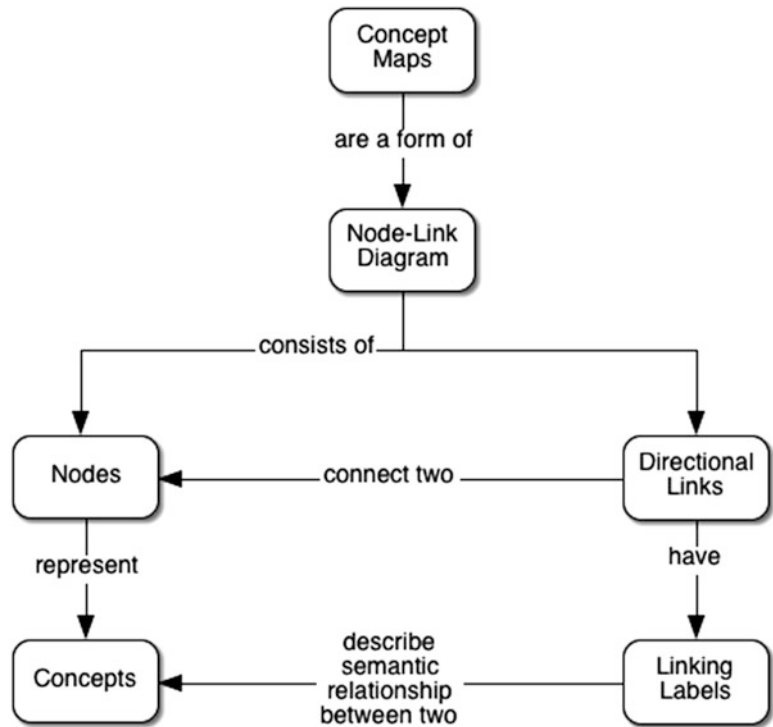 Concept
Maps
are a form of
Node-Link
Diagram
consists of
Nodes
connect two
Directional
Links
represent
have
Concepts
describe
semantic
relationship
between two
Linking
Labels